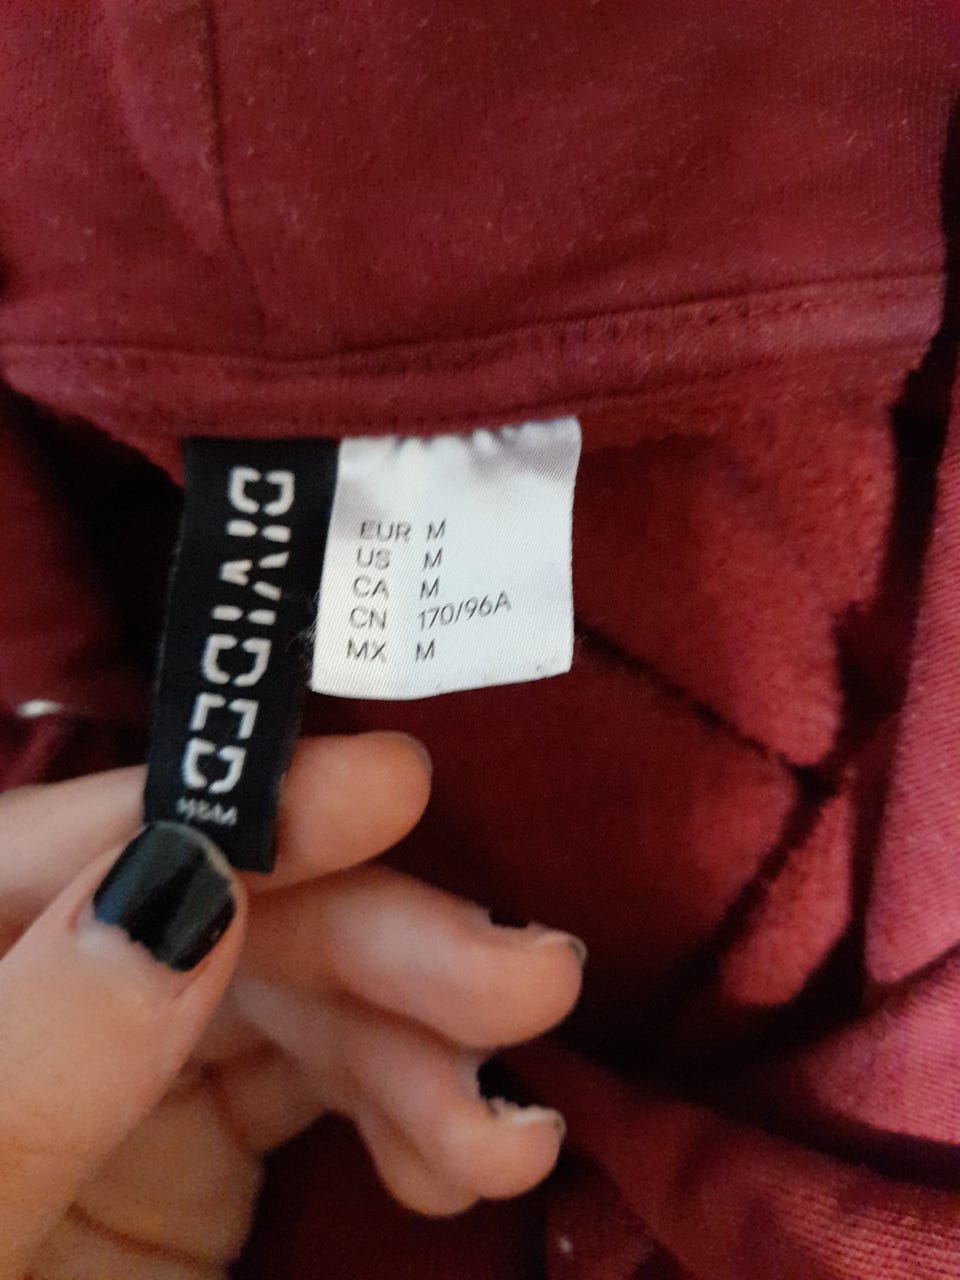 DIVIDED
H&M
EUR M
US M
CA M
CN 170/96A
MX M